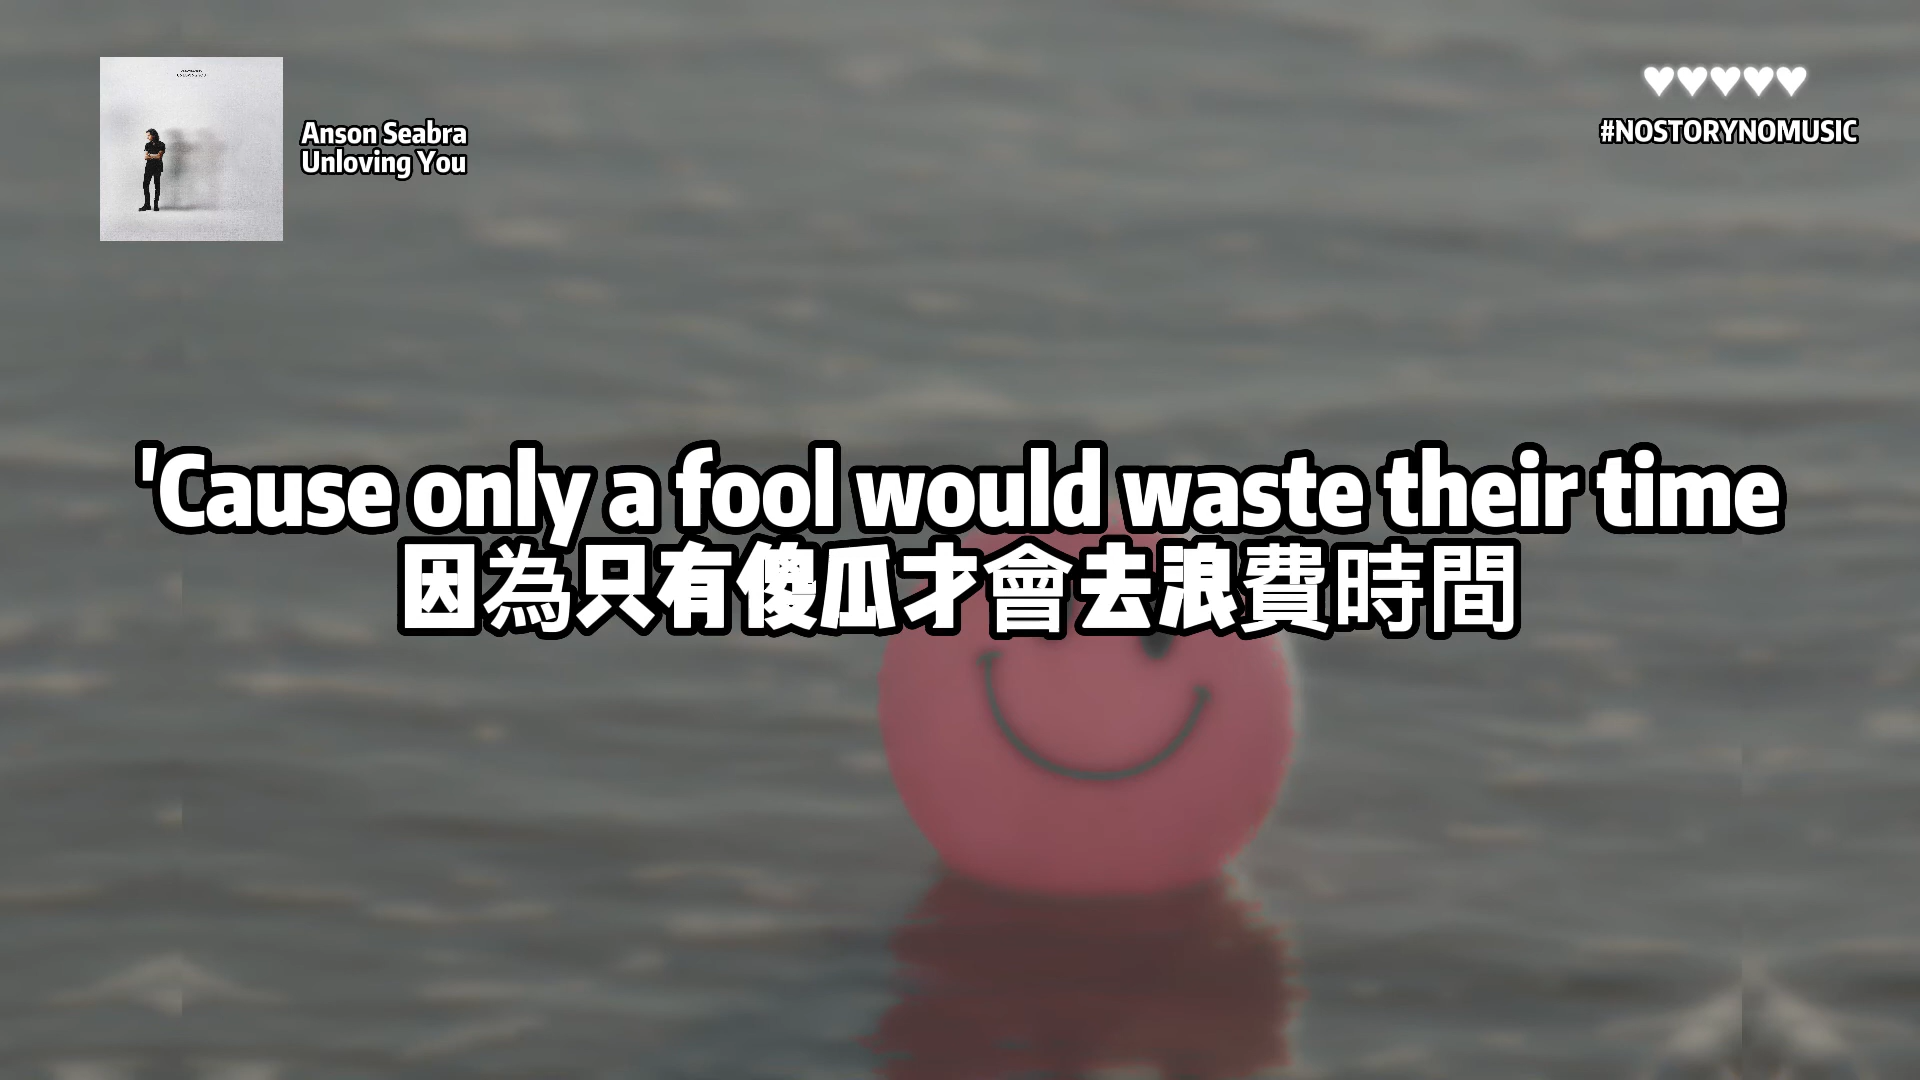 Anson Seabra
Unloving You
♥♥♥♥♥
#NOSTORYNOMUSIC
'Cause only a fool would waste their time
因為只有傻瓜才會去浪費時間